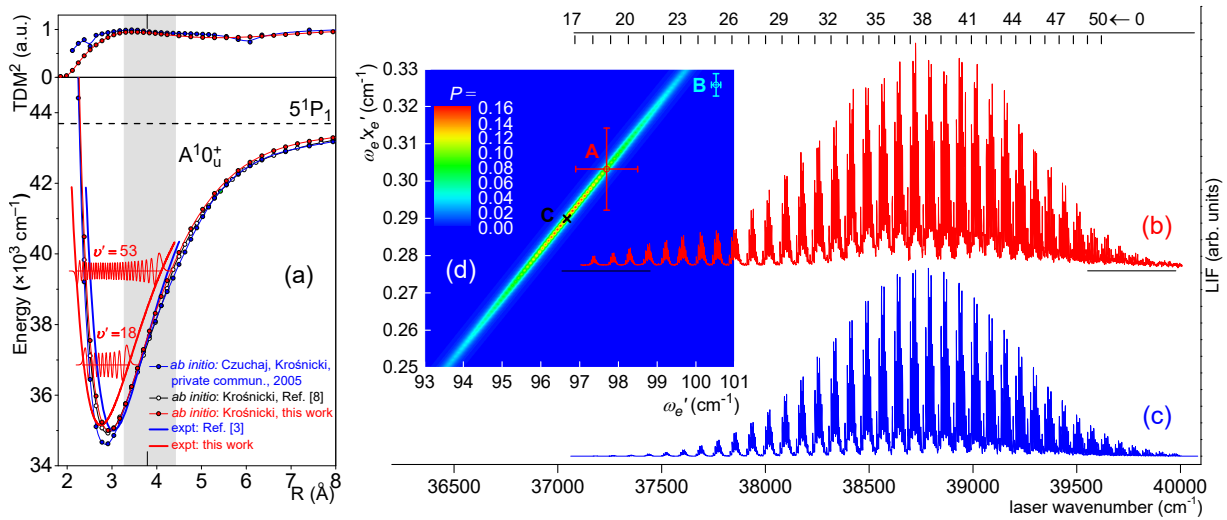 TDM² (a.u.)
1
0
5¹P₁
A¹0ᵤ⁺
Energy (×10³ cm⁻¹)
44
42
40
38
36
34
υ'=53
υ'=18
(a)
ab initio: Czuchaj, Krośnicki,
private commun., 2005
ab initio: Krośnicki, Ref. [8]
ab initio: Krośnicki, this work
expt: Ref. [3]
expt: this work
2 3 4 5 6 7 8
R (Å)
17 20 23 26 29 32 35 38 41 44 47 50 ← 0
ωₑχₑ' (cm⁻¹)
0.33
0.32
0.31
0.30
0.29
0.28
0.27
0.26
0.25
P =
0.16
0.14
0.12
0.10
0.08
0.06
0.04
0.02
0.00
A
B
C
(d)
93 94 95 96 97 98 99 100 101
ωₑ' (cm⁻¹)
(b)
(c)
LIF (arb. units)
36500 37000 37500 38000 38500 39000 39500 40000
laser wavenumber (cm⁻¹)